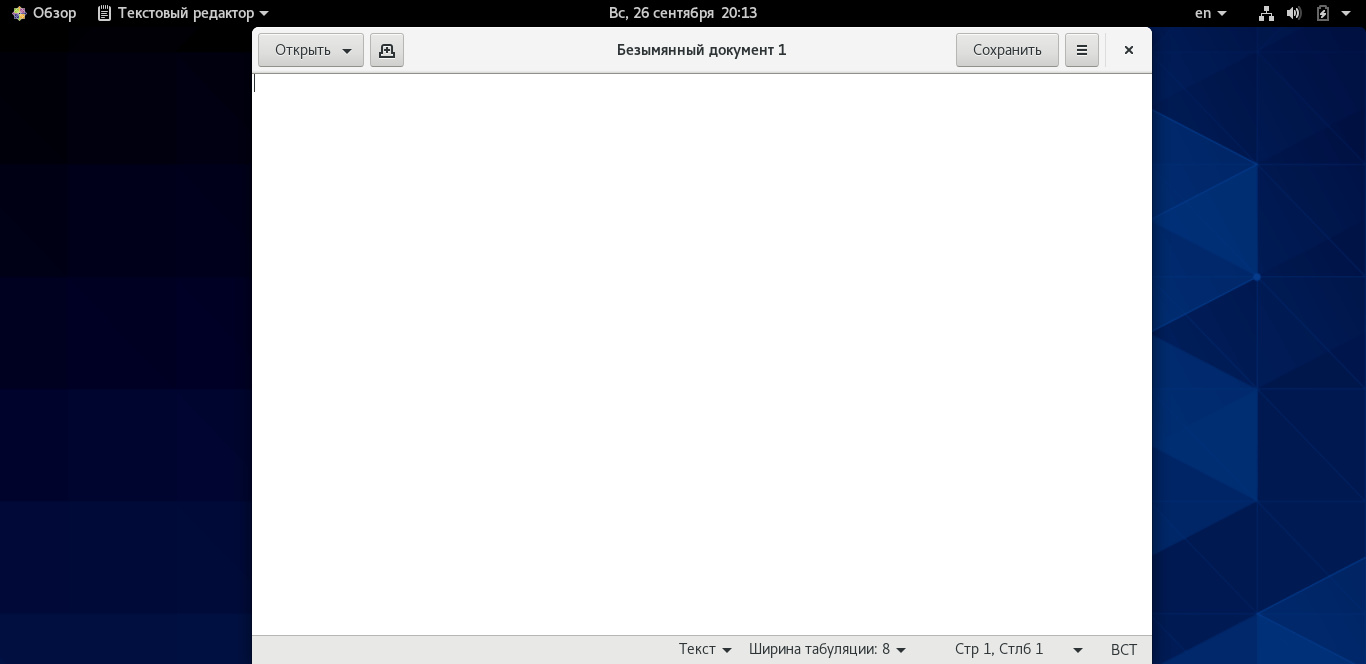 Обзор Текстовый редактор Вс, 26 сентября 20:13 en
Открыть Безымянный документ 1 Сохранить
Текст Ширина табуляции: 8 Стр 1, Стлб 1 ВСТ